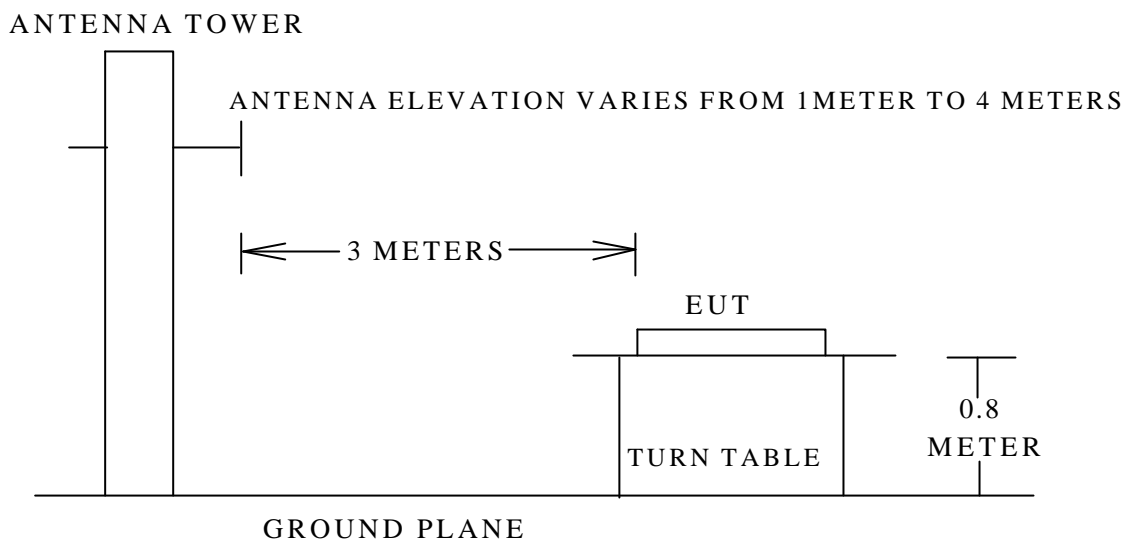 ANTENNA TOWER
ANTENNA ELEVATION VARIES FROM 1METER TO 4 METERS
3 METERS
EUT
0.8
METER
TURN TABLE
GROUND PLANE